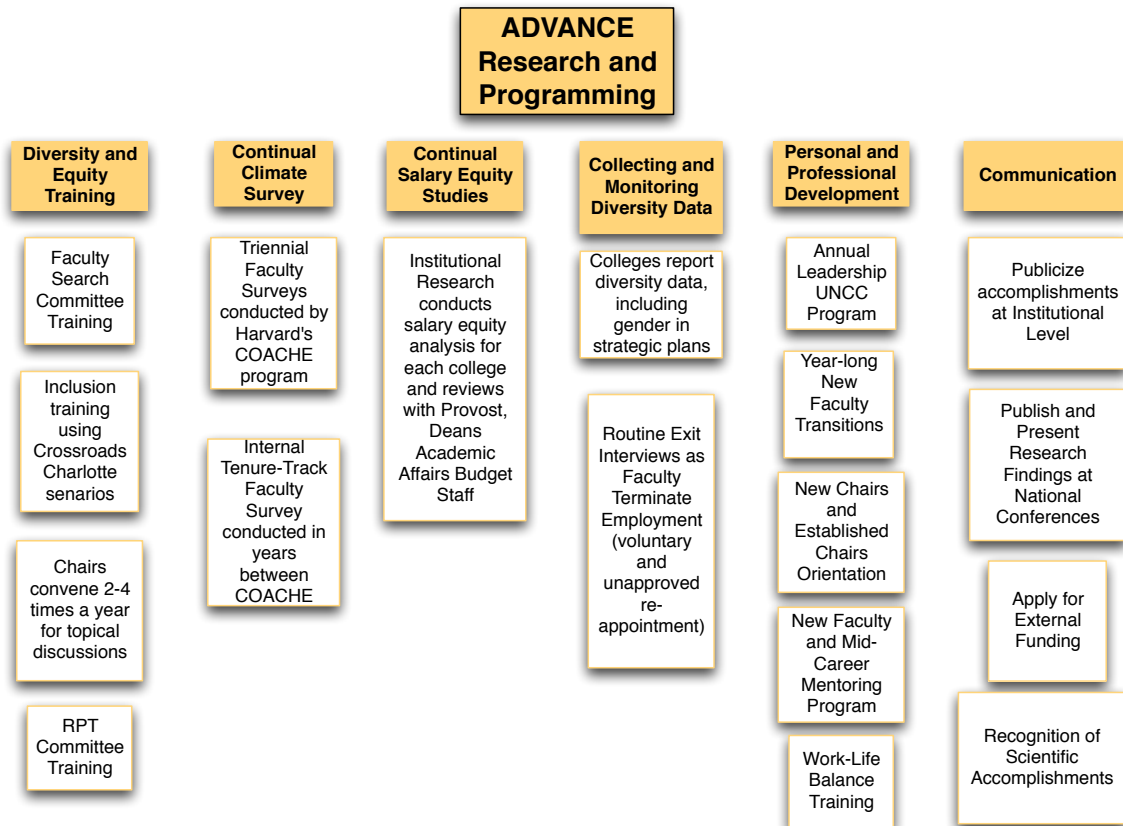 ADVANCE
Research and
Programming
Diversity and
Equity
Training
Faculty
Search
Committee
Training
Inclusion
training
using
Crossroads
Charlotte
senarios
Chairs
convene 2-4
times a year
for topical
discussions
RPT
Committee
Training
Continual
Climate
Survey
Triennial
Faculty
Surveys
conducted by
Harvard's
COACHE
program
Internal
Tenure-Track
Faculty
Survey
conducted in
years
between
COACHE
Continual
Salary Equity
Studies
Institutional
Research
conducts
salary equity
analysis for
each college
and reviews
with Provost,
Deans
Academic
Affairs Budget
Staff
Collecting and
Monitoring
Diversity Data
Colleges report
diversity data,
including
gender in
strategic plans
Routine Exit
Interviews as
Faculty
Terminate
Employment
(voluntary
and
unapproved
re-
appointment)
Personal and
Professional
Development
Annual
Leadership
UNCC
Program
Year-long
New
Faculty
Transitions
New Chairs
and
Established
Chairs
Orientation
New Faculty
and Mid-
Career
Mentoring
Program
Work-Life
Balance
Training
Communication
Publicize
accomplishments
at Institutional
Level
Publish and
Present
Research
Findings at
National
Conferences
Apply for
External
Funding
Recognition of
Scientific
Accomplishments